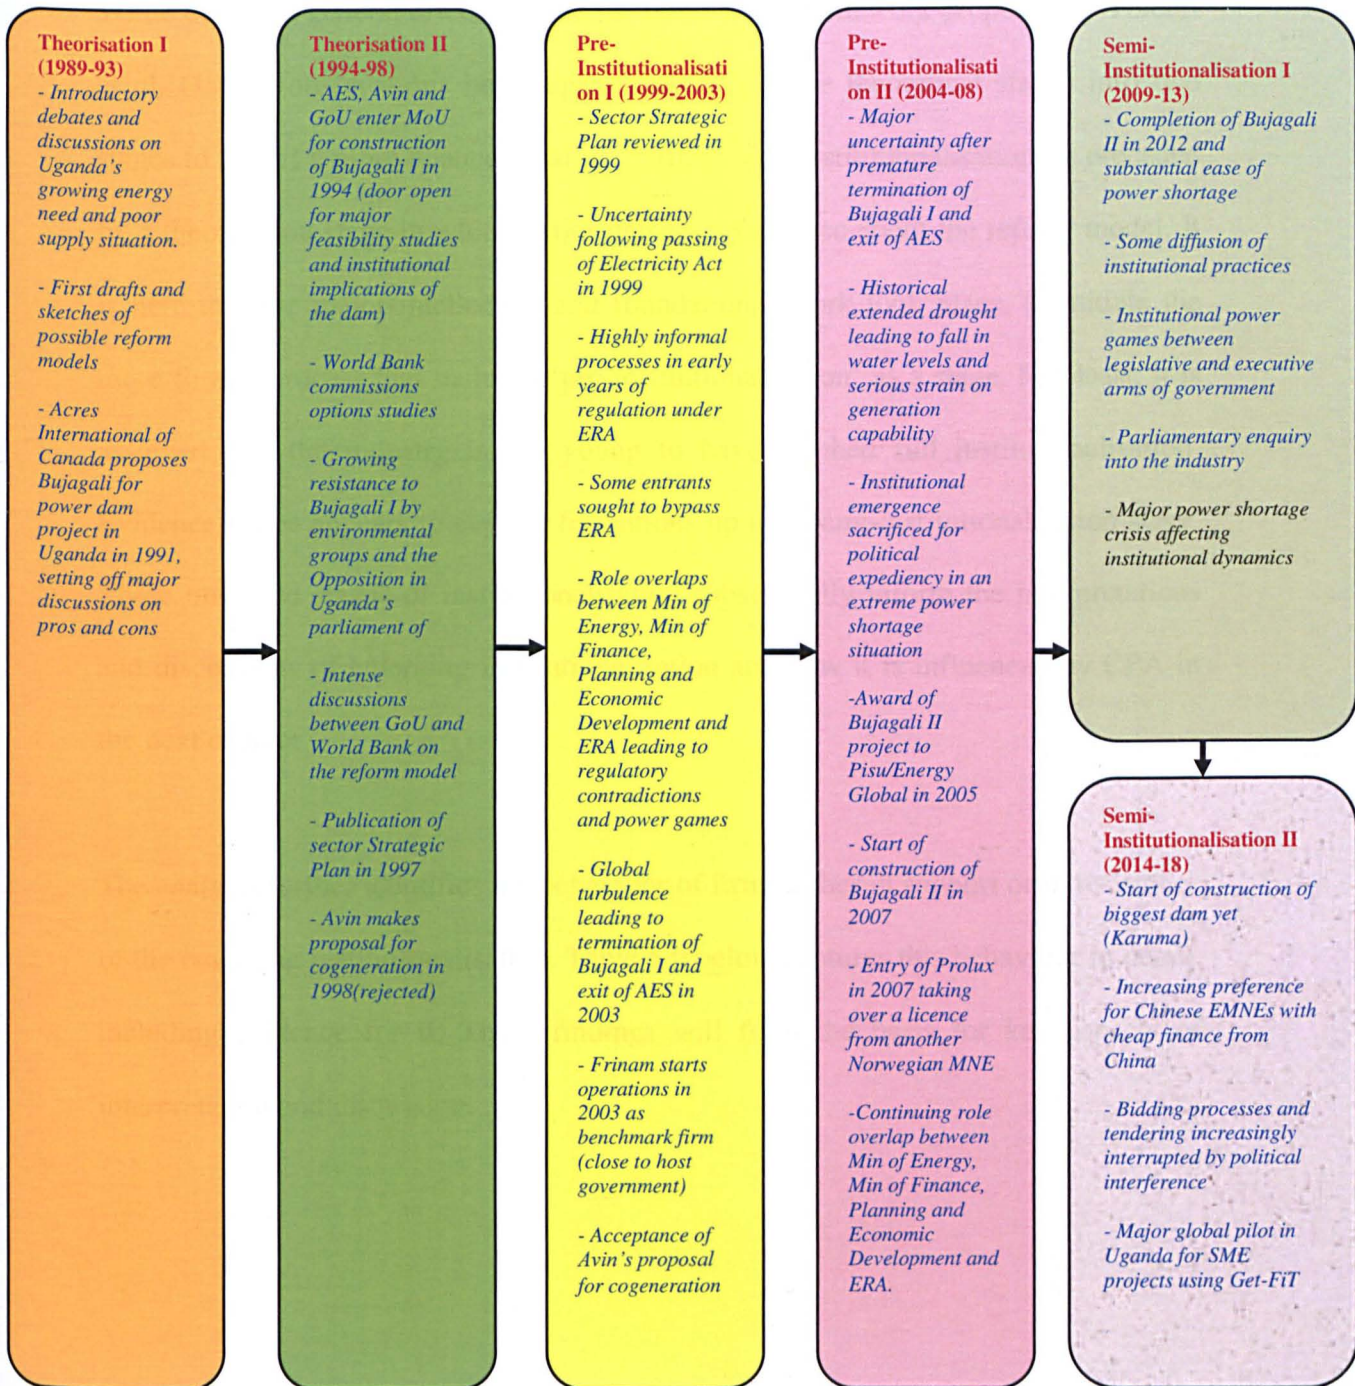 Theorisation I
(1989-93)
- Introductory
debates and
discussions on
Uganda's
growing energy
need and poor
supply situation.
- First drafts and
sketches of
possible reform
models
- Acres
International of
Canada proposes
Bujagali for
power dam
project in
Uganda in 1991,
setting off major
discussions on
pros and cons
Theorisation II
(1994-98)
- AES, Avin and
GoU enter MoU
for construction
of Bujagali I in
1994 (door open
for major
feasibility studies
and institutional
implications of
the dam)
- World Bank
commissions
options studies
- Growing
resistance to
Bujagali I by
environmental
groups and the
Opposition in
Uganda's
parliament of
- Intense
discussions
between GoU and
World Bank on
the reform model
- Publication of
sector Strategic
Plan in 1997
- Avin makes
proposal for
cogeneration in
1998(rejected)
Pre-
Institutionalisati
on I (1999-2003)
- Sector Strategic
Plan reviewed in
1999
- Uncertainty
following passing
of Electricity Act
in 1999
- Highly informal
processes in early
years of
regulation under
ERA
- Some entrants
sought to bypass
ERA
- Role overlaps
between Min of
Energy, Min of
Finance,
Planning and
Economic
Development and
ERA leading to
regulatory
contradictions
and power games
- Global
turbulence
leading to
termination of
Bujagali I and
exit of AES in
2003
- Frinam starts
operations in
2003 as
benchmark firm
(close to host
government)
- Acceptance of
Avin's proposal
for cogeneration
Pre-
Institutionalisati
on II (2004-08)
- Major
uncertainty after
premature
termination of
Bujagali I and
exit of AES
- Historical
extended drought
leading to fall in
water levels and
serious strain on
generation
capability
- Institutional
emergence
sacrificed for
political
expediency in an
extreme power
shortage
situation
-Award of
Bujagali II
project to
Pisu/Energy
Global in 2005
- Start of
construction of
Bujagali II in
2007
- Entry of Prolux
in 2007 taking
over a licence
from another
Norwegian MNE
-Continuing role
overlap between
Min of Energy,
Min of Finance,
Planning and
Economic
Development and
ERA.
Semi-
Institutionalisation I
(2009-13)
- Completion of Bujagali
II in 2012 and
substantial ease of
power shortage
- Some diffusion of
institutional practices
- Institutional power
games between
legislative and executive
arms of government
- Parliamentary enquiry
into the industry
- Major power shortage
crisis affecting
institutional dynamics
Semi-
Institutionalisation II
(2014-18)
- Start of construction of
biggest dam yet
(Karuma)
- Increasing preference
for Chinese EMNEs with
cheap finance from
China
- Bidding processes and
tendering increasingly
interrupted by political
interference
- Major global pilot in
Uganda for SME
projects using Get-FiT